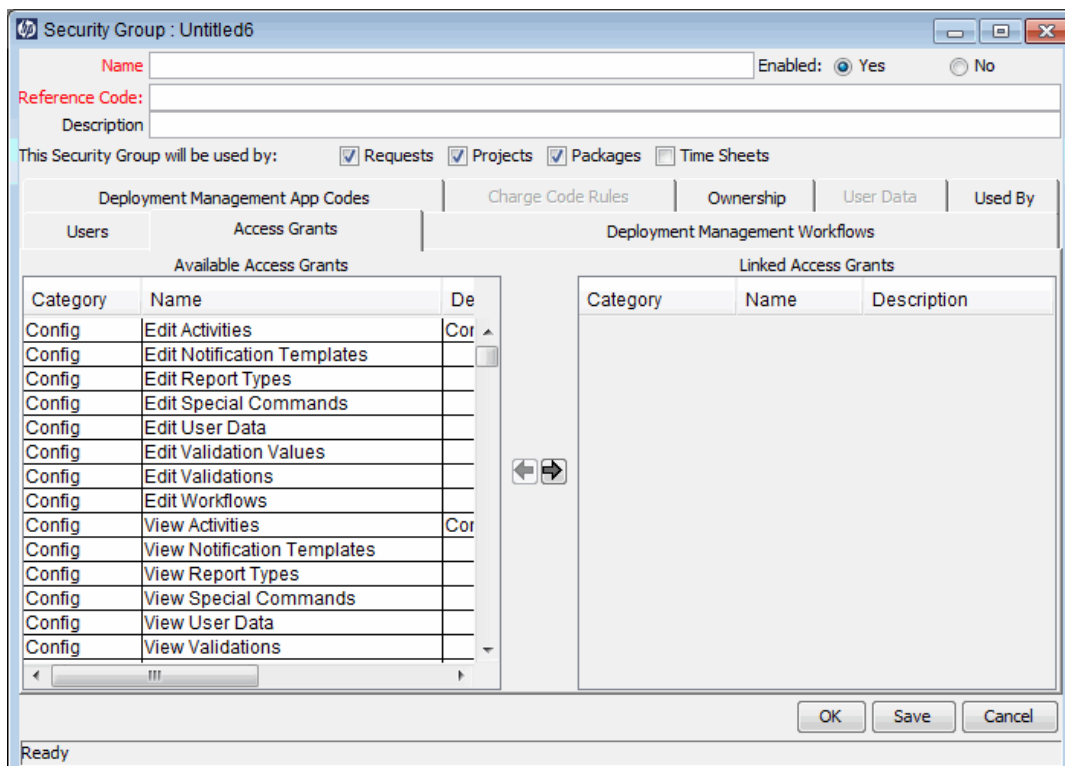 hp Security Group : Untitled6
Name Enabled: Yes No
Reference Code:
Description
This Security Group will be used by: Requests Projects Packages Time Sheets
Deployment Management App Codes Charge Code Rules Ownership User Data Used By
Users Access Grants Deployment Management Workflows
Available Access Grants Linked Access Grants
Category Name De Category Name Description
Config Edit Activities Cor
Config Edit Notification Templates
Config Edit Report Types
Config Edit Special Commands
Config Edit User Data
Config Edit Validation Values
Config Edit Validations
Config Edit Workflows
Config View Activities Cor
Config View Notification Templates
Config View Report Types
Config View Special Commands
Config View User Data
Config View Validations
OK Save Cancel
Ready